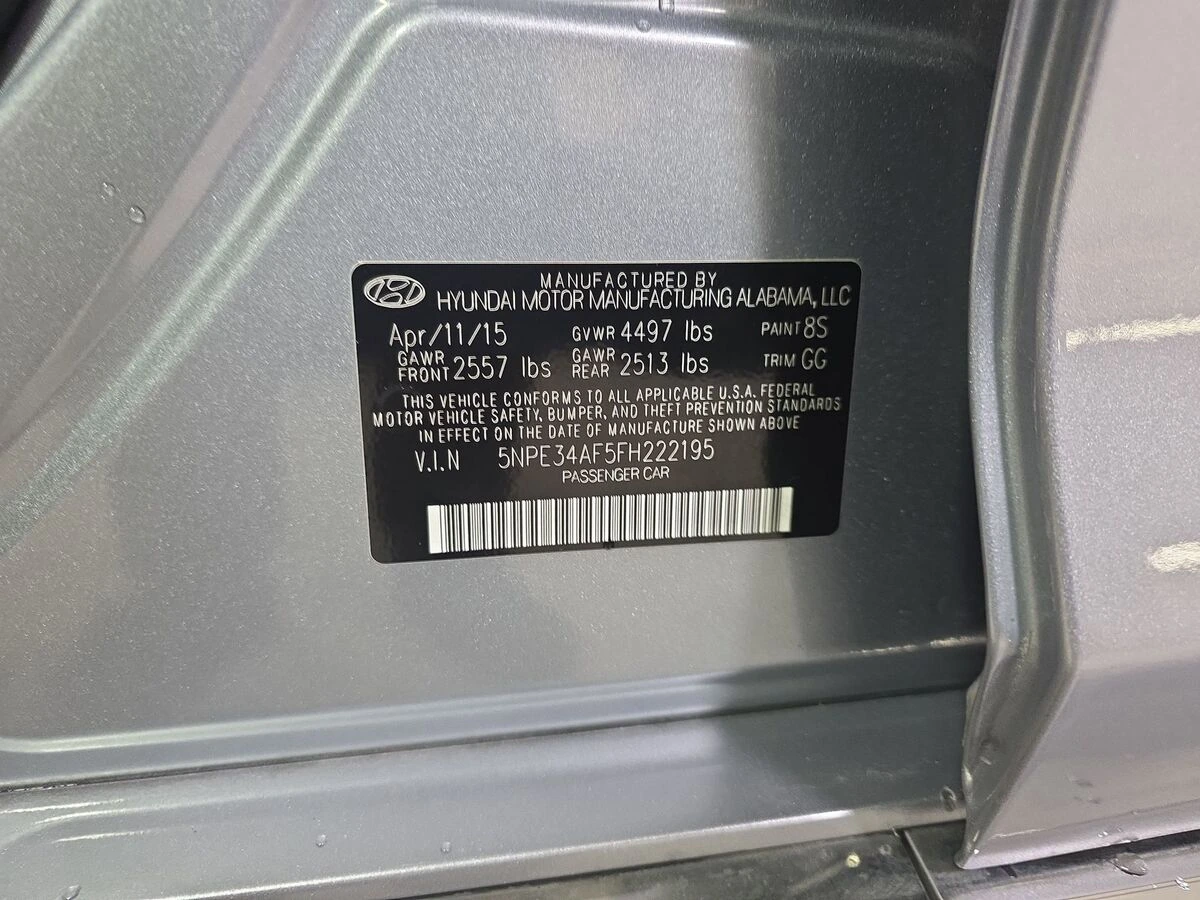 MANUFACTURED BY
HYUNDAI MOTOR MANUFACTURING ALABAMA, LLC
Apr/11/15 GVWR 4497 lbs PAINT 8S
GAWR FRONT 2557 lbs GAWR REAR 2513 lbs TRIM GG
THIS VEHICLE CONFORMS TO ALL APPLICABLE U.S.A. FEDERAL
MOTOR VEHICLE SAFETY, BUMPER, AND THEFT PREVENTION STANDARDS
IN EFFECT ON THE DATE OF MANUFACTURE SHOWN ABOVE
V.I.N 5NPE34AF5FH222195
PASSENGER CAR